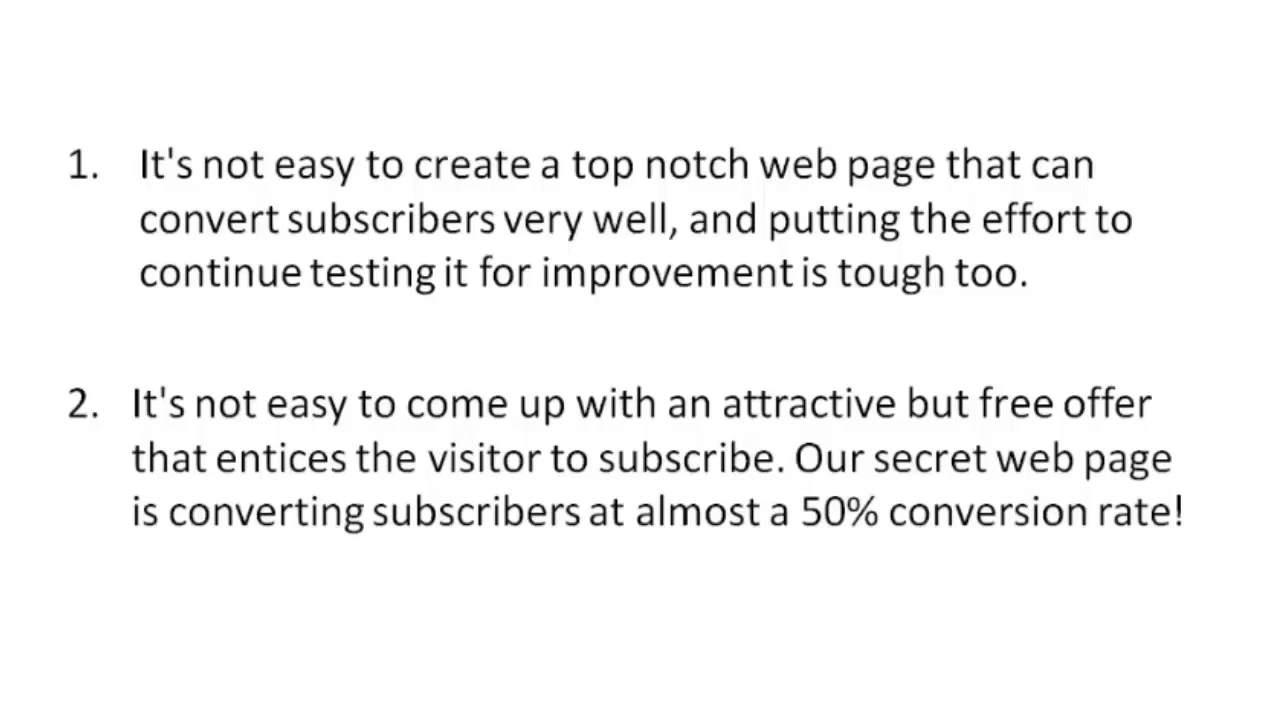 1. It's not easy to create a top notch web page that can
convert subscribers very well, and putting the effort to
continue testing it for improvement is tough too.
2. It's not easy to come up with an attractive but free offer
that entices the visitor to subscribe. Our secret web page
is converting subscribers at almost a 50% conversion rate!